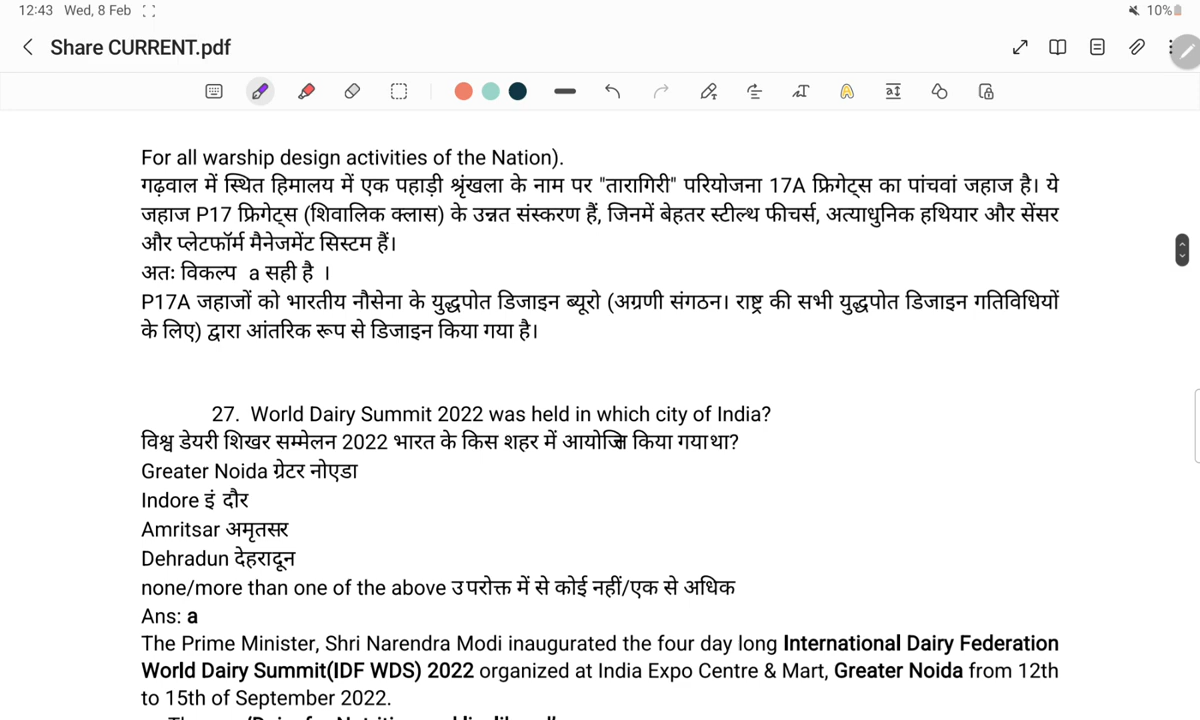 12:43 Wed, 8 Feb
10%
Share CURRENT.pdf
For all warship design activities of the Nation).
गढ़वाल में स्थित हिमालय में एक पहाड़ी श्रृंखला के नाम पर "तारागिरी" परियोजना 17A फ्रिगेट्स का पांचवां जहाज है। ये
जहाज P17 फ्रिगेट्स (शिवालिक क्लास) के उन्नत संस्करण हैं, जिनमें बेहतर स्टील्थ फीचर्स, अत्याधुनिक हथियार और सेंसर
और प्लेटफॉर्म मैनेजमेंट सिस्टम हैं।
अतः विकल्प a सही है ।
P17A जहाजों को भारतीय नौसेना के युद्धपोत डिजाइन ब्यूरो (अग्रणी संगठन। राष्ट्र की सभी युद्धपोत डिजाइन गतिविधियों
के लिए) द्वारा आंतरिक रूप से डिजाइन किया गया है।
27. World Dairy Summit 2022 was held in which city of India?
विश्व डेयरी शिखर सम्मेलन 2022 भारत के किस शहर में किया गया था?
Greater Noida ग्रेटर नोएडा
Indore इं दौर
Amritsar अमृतसर
Dehradun देहरादून
none/more than one of the above उपरोक्त में से कोई नहीं/एक से अधिक
Ans: a
The Prime Minister, Shri Narendra Modi inaugurated the four day long International Dairy Federation
World Dairy Summit(IDF WDS) 2022 organized at India Expo Centre & Mart, Greater Noida from 12th
to 15th of September 2022.